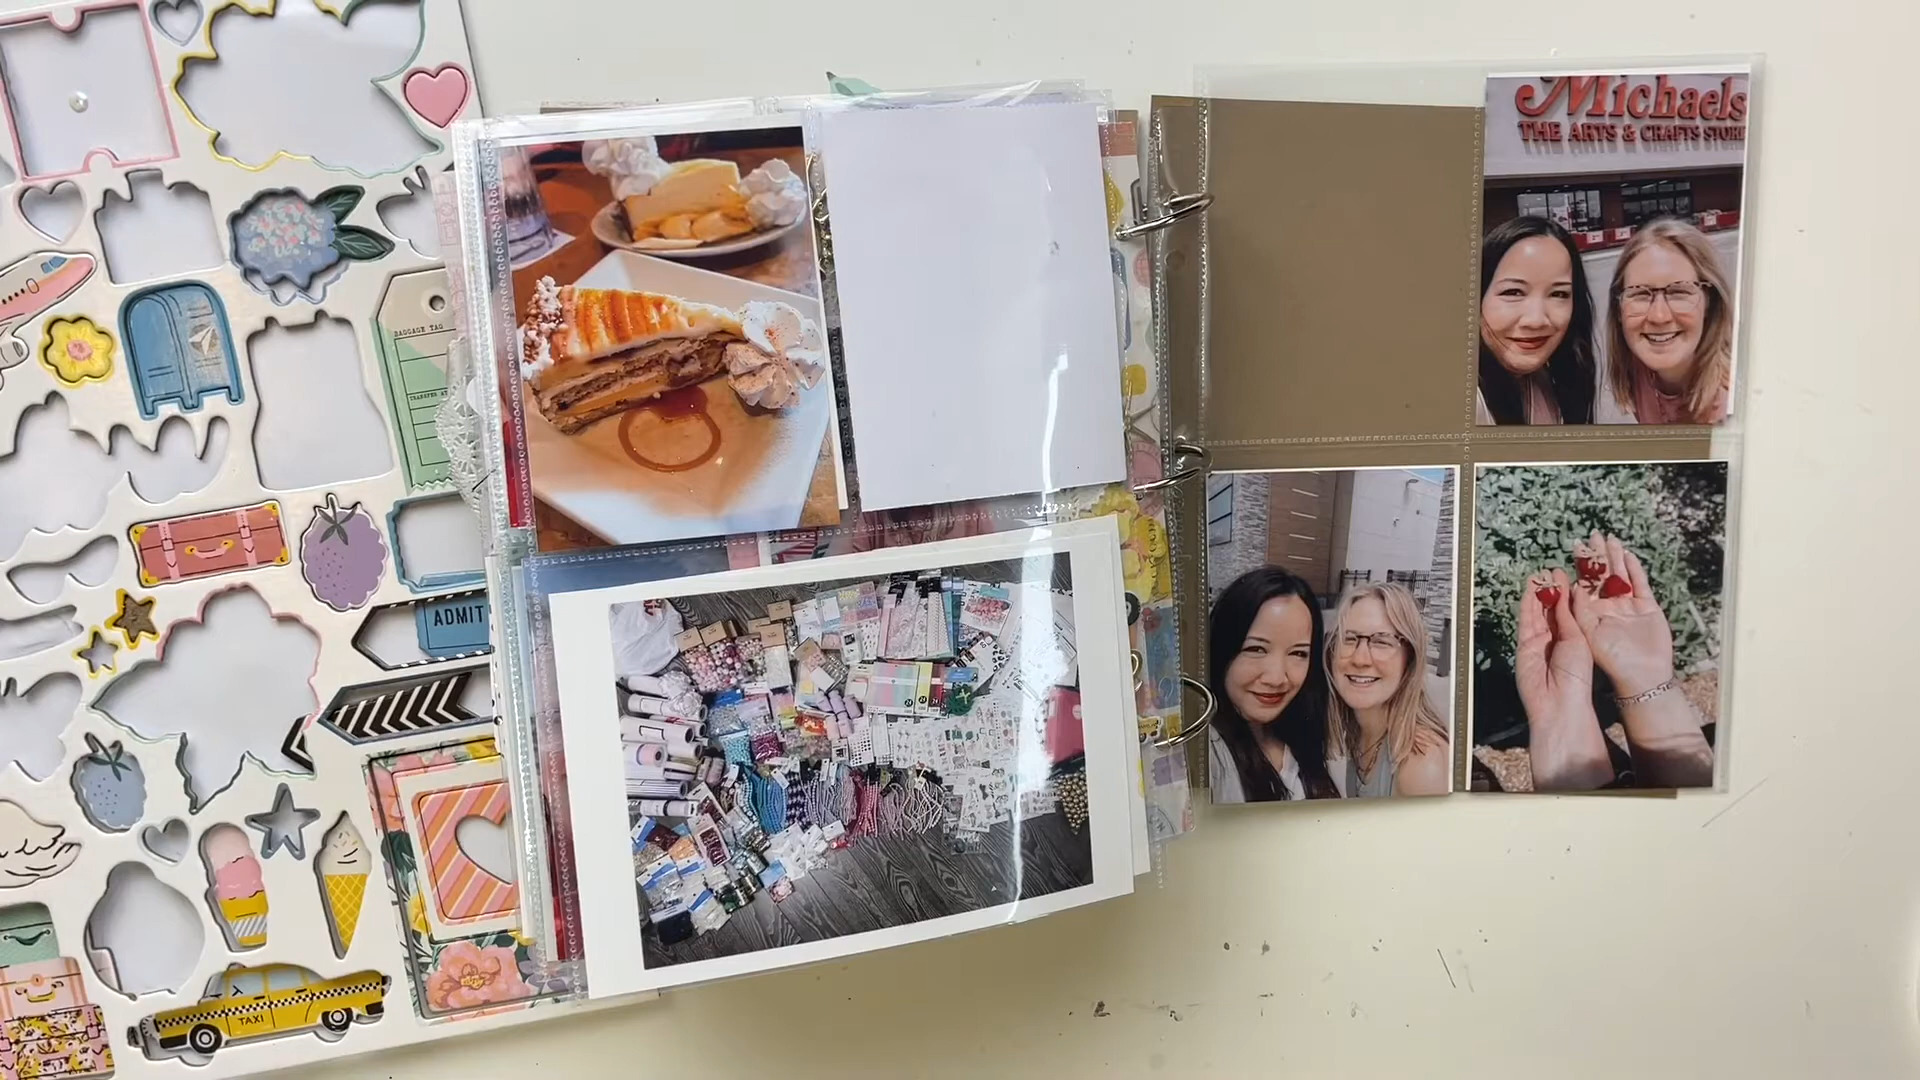 BAGGAGE TAG
ADMIT
TAXI
Michaels
THE ARTS & CRAFTS STORE